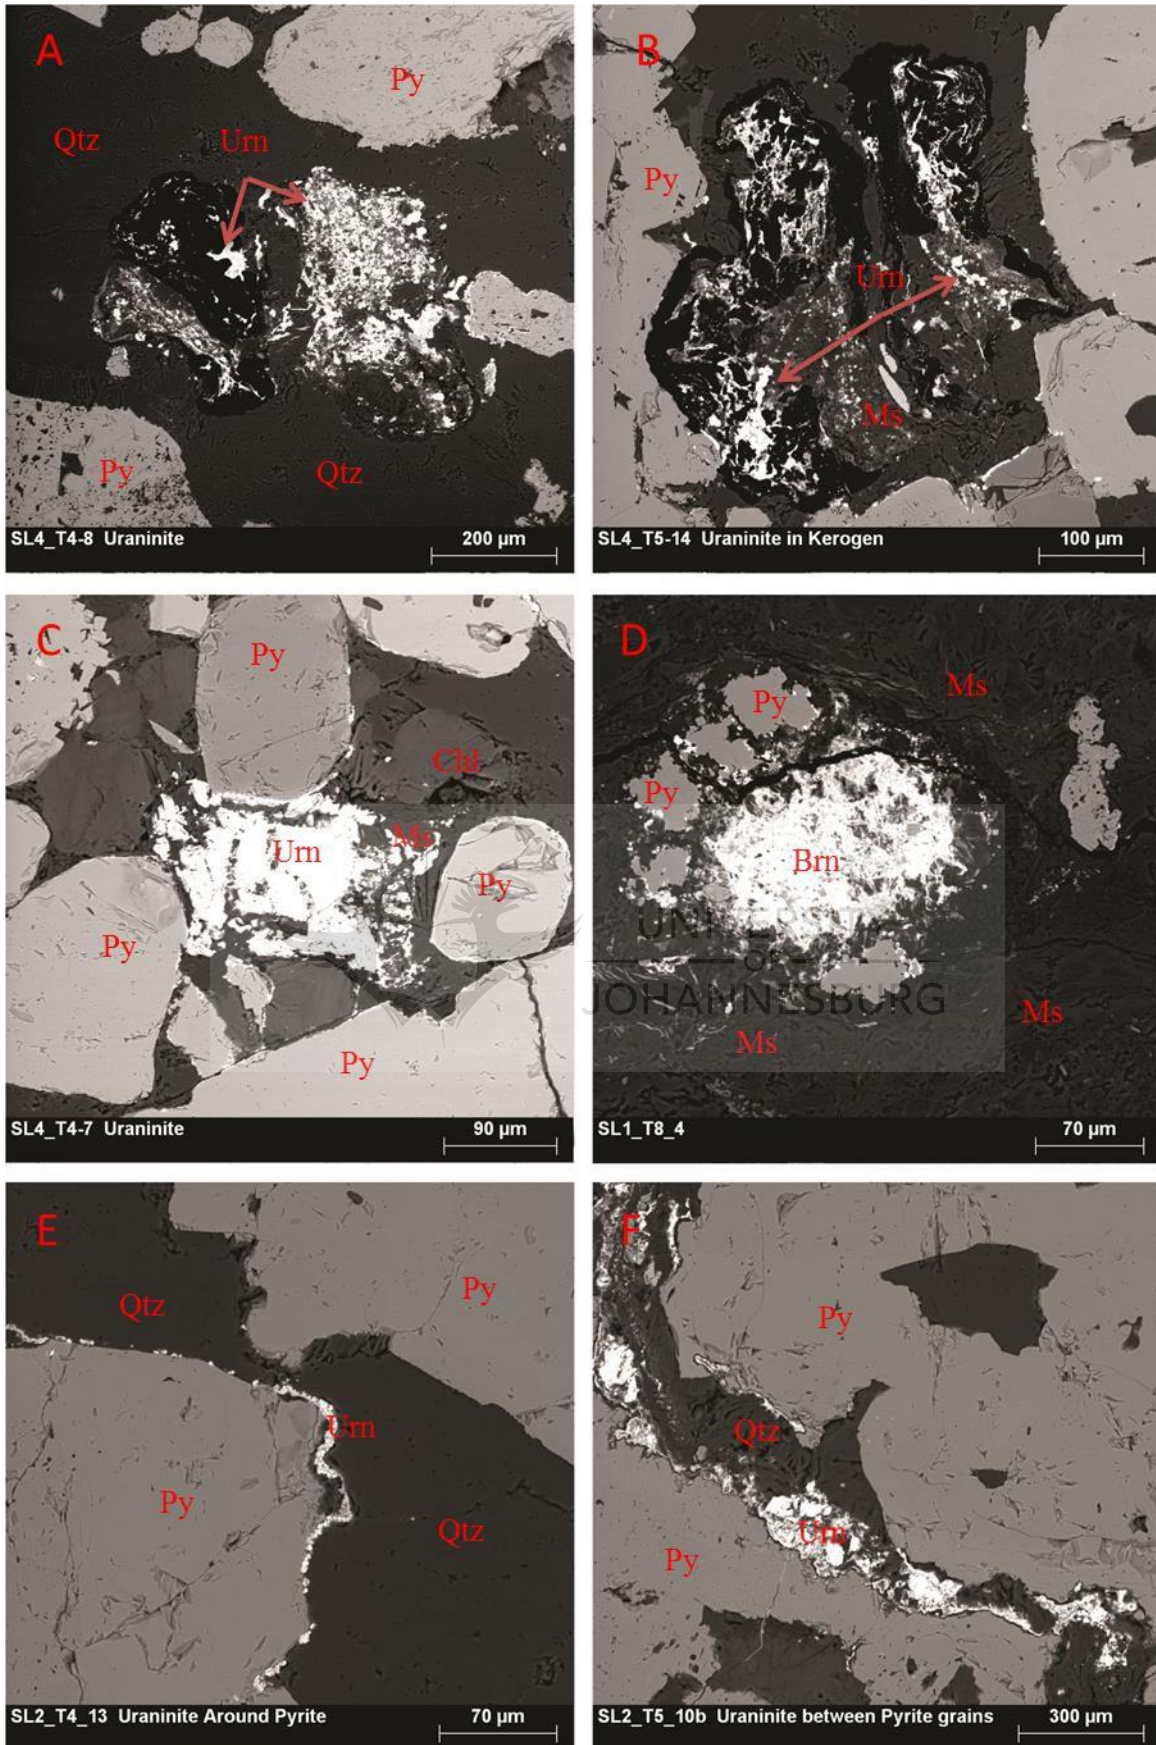 A
Py
Qtz
Urn
Py
Qtz
SL4_T4-8 Uraninite
200 µm
B
Py
Urn
Ms
SL4_T5-14 Uraninite in Kerogen
100 µm
C
Py
Chl
Ms
Urn
Py
Py
Py
SL4_T4-7 Uraninite
90 µm
D
Ms
Py
Py
Brn
Ms
Ms
SL1_T8_4
70 µm
UNIVERSITY
OF
JOHANNESBURG
E
Qtz
Py
Urn
Py
Qtz
SL2_T4_13 Uraninite Around Pyrite
70 µm
F
Py
Qtz
Urn
Py
SL2_T5_10b Uraninite between Pyrite grains
300 µm